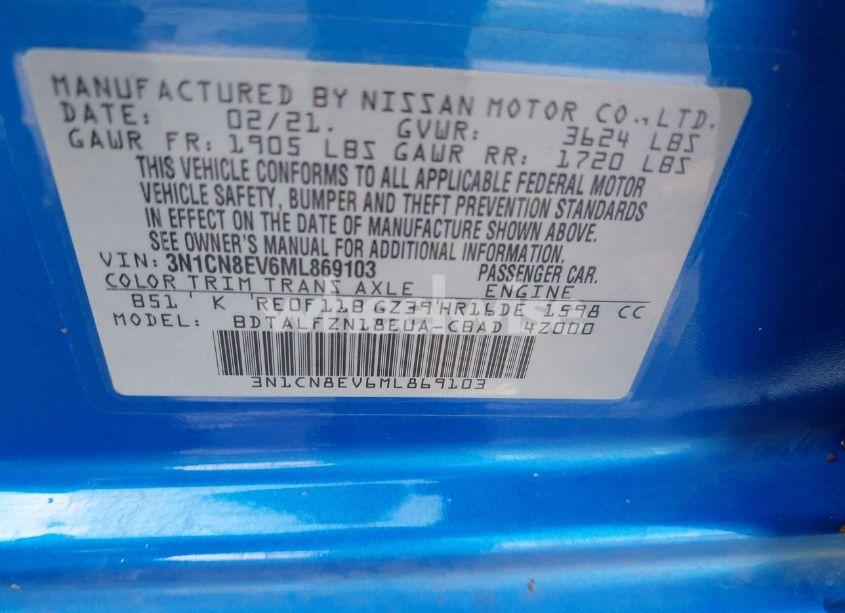 MANUFACTURED BY NISSAN MOTOR CO., LTD.
DATE: 02/21. GVWR: 3624 LBS
GAWR FR: 1905 LBS GAWR RR: 1720 LBS
THIS VEHICLE CONFORMS TO ALL APPLICABLE FEDERAL MOTOR
VEHICLE SAFETY, BUMPER AND THEFT PREVENTION STANDARDS
IN EFFECT ON THE DATE OF MANUFACTURE SHOWN ABOVE.
SEE OWNER'S MANUAL FOR ADDITIONAL INFORMATION.
VIN: 3N1CN8EV6ML869103 PASSENGER CAR.
COLOR TRIM TRANS AXLE ENGINE
B51 K RE0F11B GZ39 HR16DE 1598 CC
MODEL: BDTALFZN18EUA-CBAD 4Z000
3N1CN8EV6ML869103